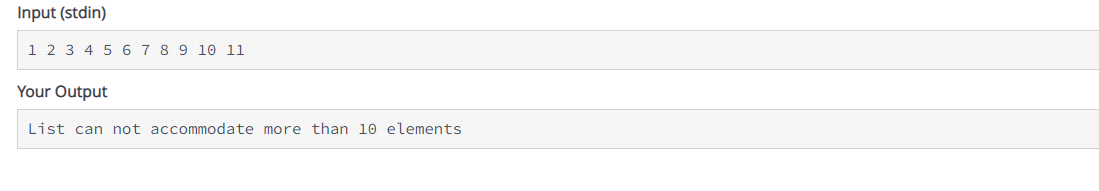 Input (stdin)
1 2 3 4 5 6 7 8 9 10 11
Your Output
List can not accommodate more than 10 elements